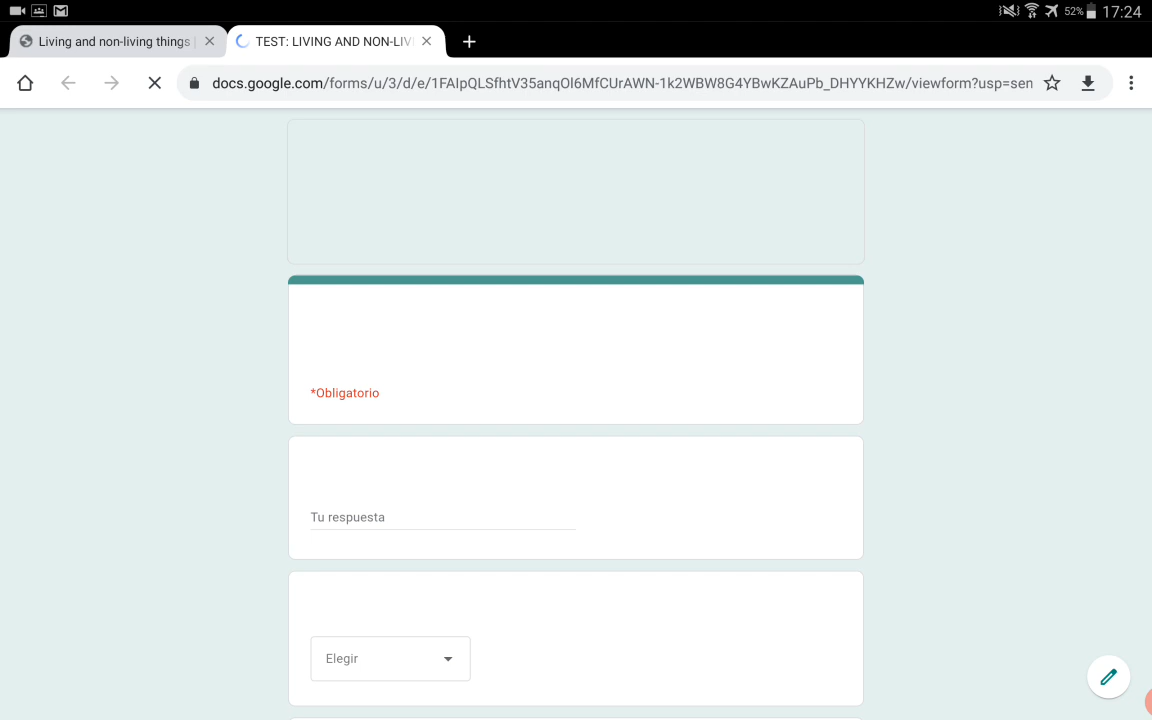 52% 17:24
Living and non-living things
TEST: LIVING AND NON-LIV
docs.google.com/forms/u/3/d/e/1FAIpQLSfhtV35anqOl6MfCUrAWN-1k2WBW8G4YBwKZAuPb_DHYYKHZw/viewform?usp=sen
*Obligatorio
Tu respuesta
Elegir